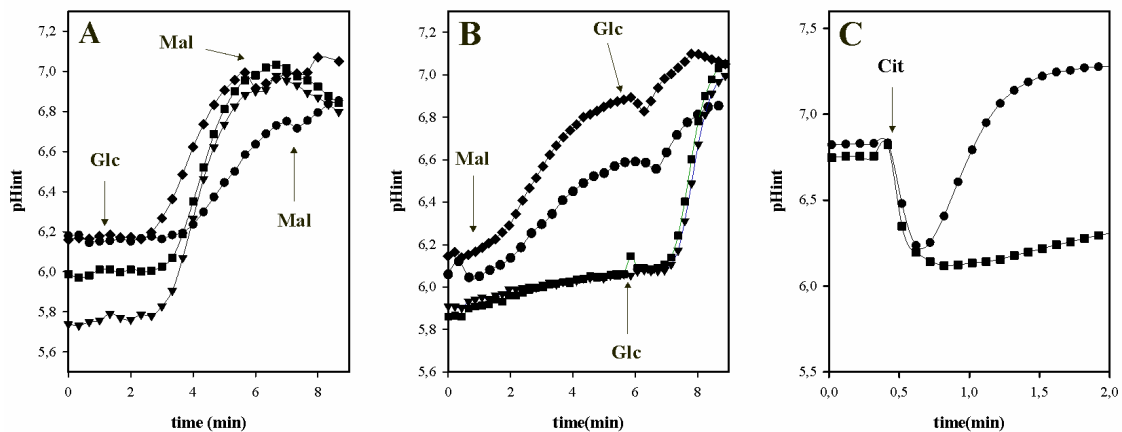 A
7,2
7,0
6,8
6,6
6,4
6,2
6,0
5,8
5,6
pHint
Mal
Glc
Mal
0 2 4 6 8
time (min)
B
7,2
7,0
6,8
6,6
6,4
6,2
6,0
5,8
5,6
pHint
Glc
Mal
Glc
0 2 4 6 8
time(min)
C
7,5
7,0
6,5
6,0
5,5
pHint
Cit
0,0 0,5 1,0 1,5 2,0
time(min)